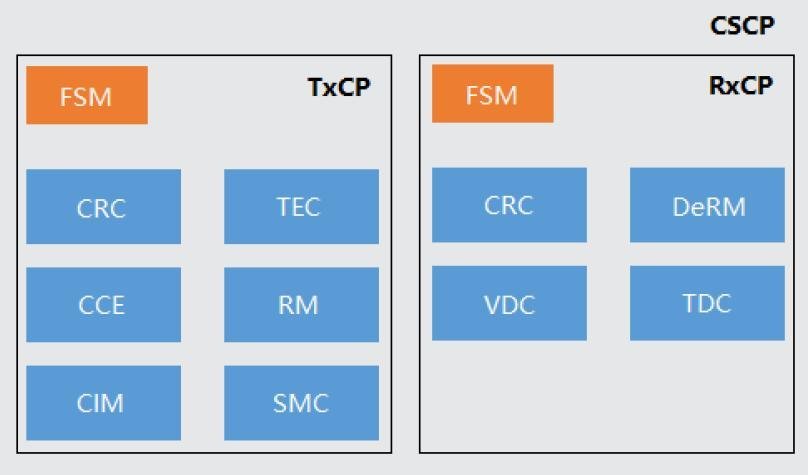 CSCP
TxCP
FSM
CRC
TEC
CCE
RM
CIM
SMC
RxCP
FSM
CRC
DeRM
VDC
TDC